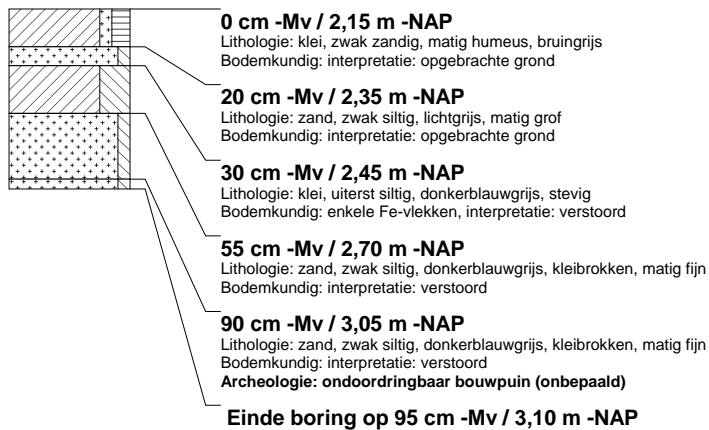 0 cm -Mv / 2,15 m -NAP
Lithologie: klei, zwak zandig, matig humeus, bruingrijs
Bodemkundig: interpretatie: opgebrachte grond
20 cm -Mv / 2,35 m -NAP
Lithologie: zand, zwak siltig, lichtgrijs, matig grof
Bodemkundig: interpretatie: opgebrachte grond
30 cm -Mv / 2,45 m -NAP
Lithologie: klei, uiterst siltig, donkerblauwgrijs, stevig
Bodemkundig: enkele Fe-vlekken, interpretatie: verstoord
55 cm -Mv / 2,70 m -NAP
Lithologie: zand, zwak siltig, donkerblauwgrijs, kleibrokken, matig fijn
Bodemkundig: interpretatie: verstoord
90 cm -Mv / 3,05 m -NAP
Lithologie: zand, zwak siltig, donkerblauwgrijs, kleibrokken, matig fijn
Bodemkundig: interpretatie: verstoord
Archeologie: ondoordringbaar bouwpuin (onbepaald)
Einde boring op 95 cm -Mv / 3,10 m -NAP